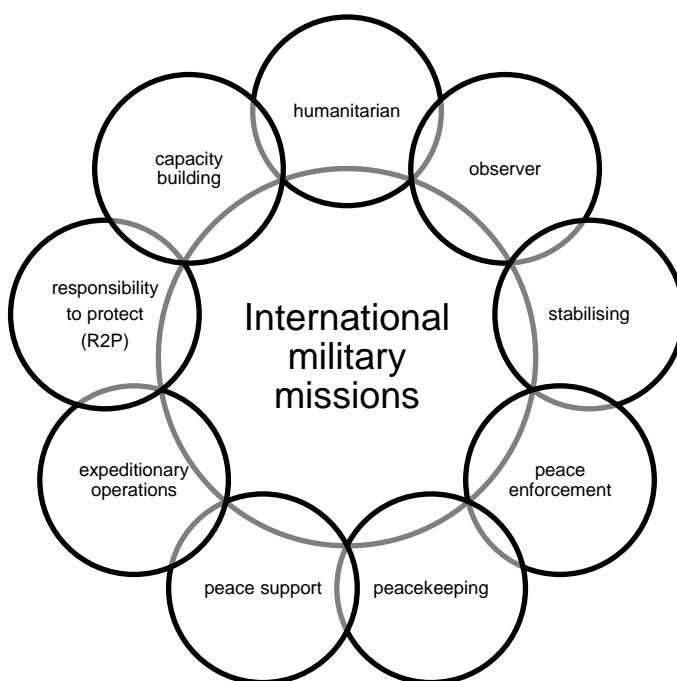 humanitarian
observer
stabilising
peace
enforcement
peacekeeping
peace support
expeditionary
operations
responsibility
to protect
(R2P)
capacity
building
International
military
missions